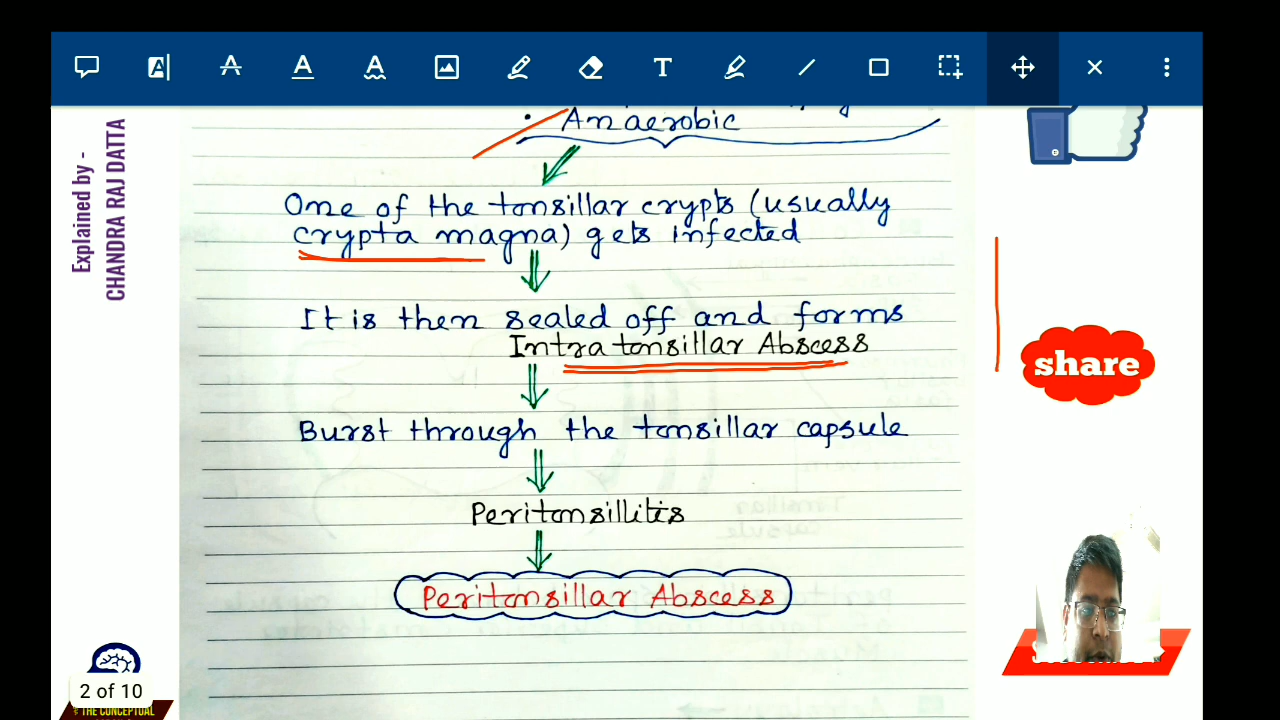 Explained by -
CHANDRA RAJ DATTA
• Anaerobic
One of the tonsillar crypts (usually
crypta magna) gets infected
It is then sealed off and forms
Intra tonsillar Abscess
Burst through the tonsillar capsule
Peritonsillitis
Peritonsillar Abscess
share
2 of 10
THE CONCEPTUAL